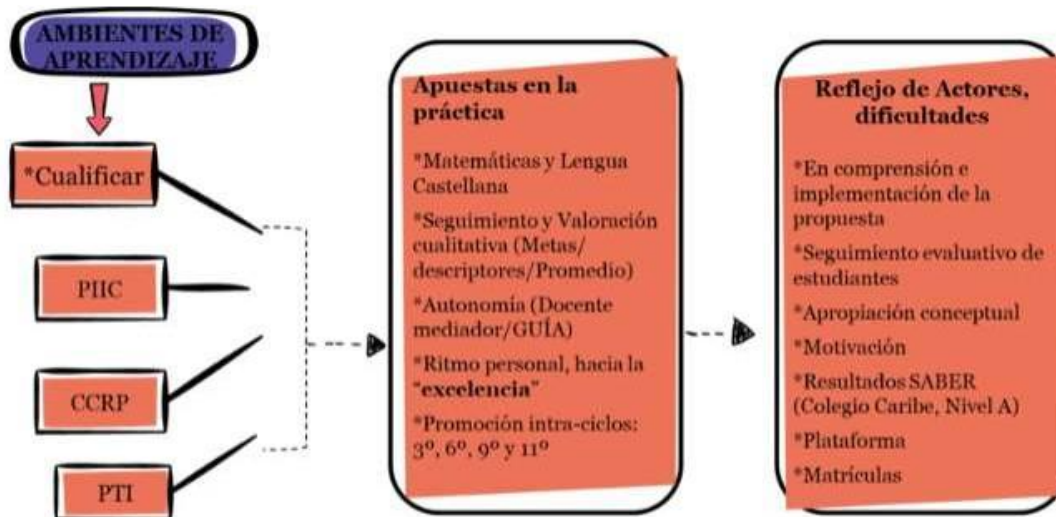 AMBIENTES DE
APRENDIZAJE
*Cualificar
PIIC
CCRP
PTI
Apuestas en la
práctica
*Matemáticas y Lengua
Castellana
*Seguimiento y Valoración
cualitativa (Metas/
descriptores/Promedio)
*Autonomía (Docente
mediador/GUÍA)
*Ritmo personal, hacia la
"excelencia"
*Promoción intra-ciclos:
3º, 6º, 9º y 11º
Reflejo de Actores,
dificultades
*En comprensión e
implementación de la
propuesta
*Seguimiento evaluativo de
estudiantes
*Apropiación conceptual
*Motivación
*Resultados SABER
(Colegio Caribe, Nivel A)
*Plataforma
*Matrículas